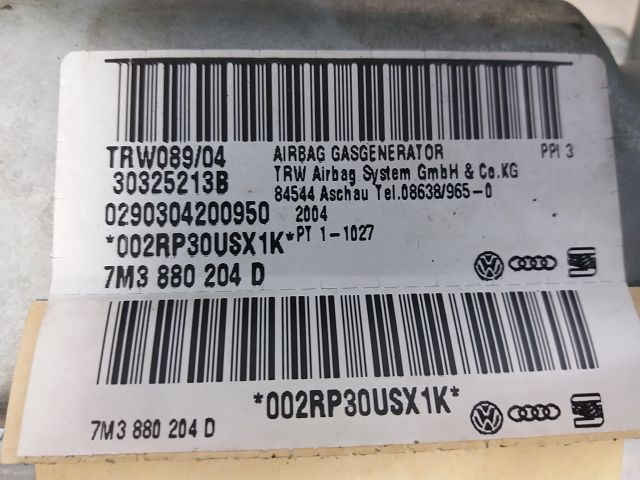 TRW089/04
30325213B
0290304200950
*002RP30USX1K*
7M3 880 204 D
AIRBAG GASGENERATOR PPI 3
TRW Airbag System GmbH & Co.KG
84544 Aschau Tel.08638/965-0
2004
PT 1-1027
*002RP30USX1K*
7M3 880 204 D